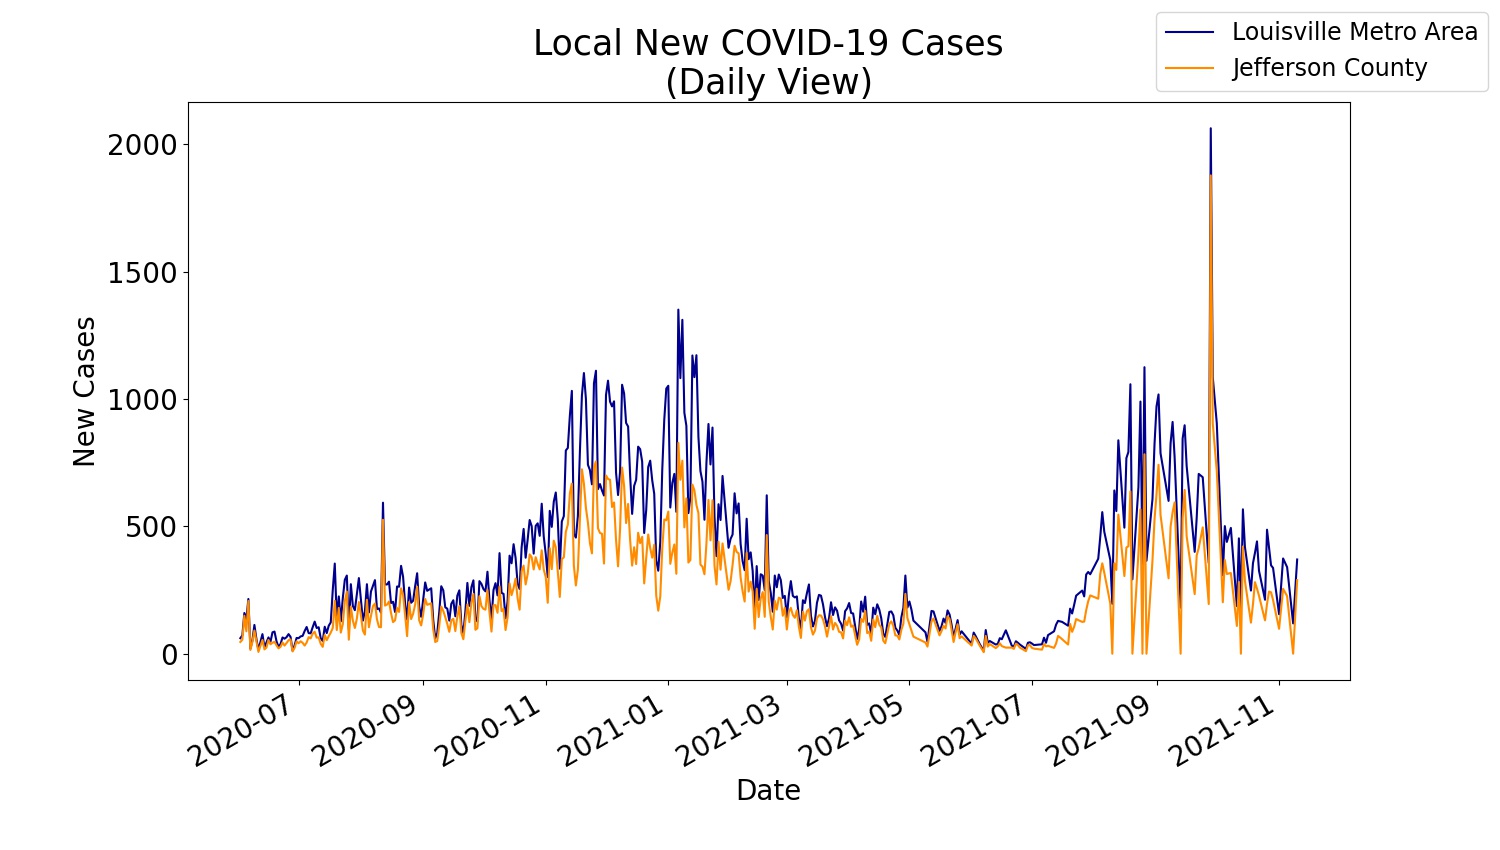 Local New COVID-19 Cases
(Daily View)
Louisville Metro Area
Jefferson County
New Cases
2000
1500
1000
500
0
2020-07
2020-09
2020-11
2021-01
2021-03
2021-05
2021-07
2021-09
2021-11
Date